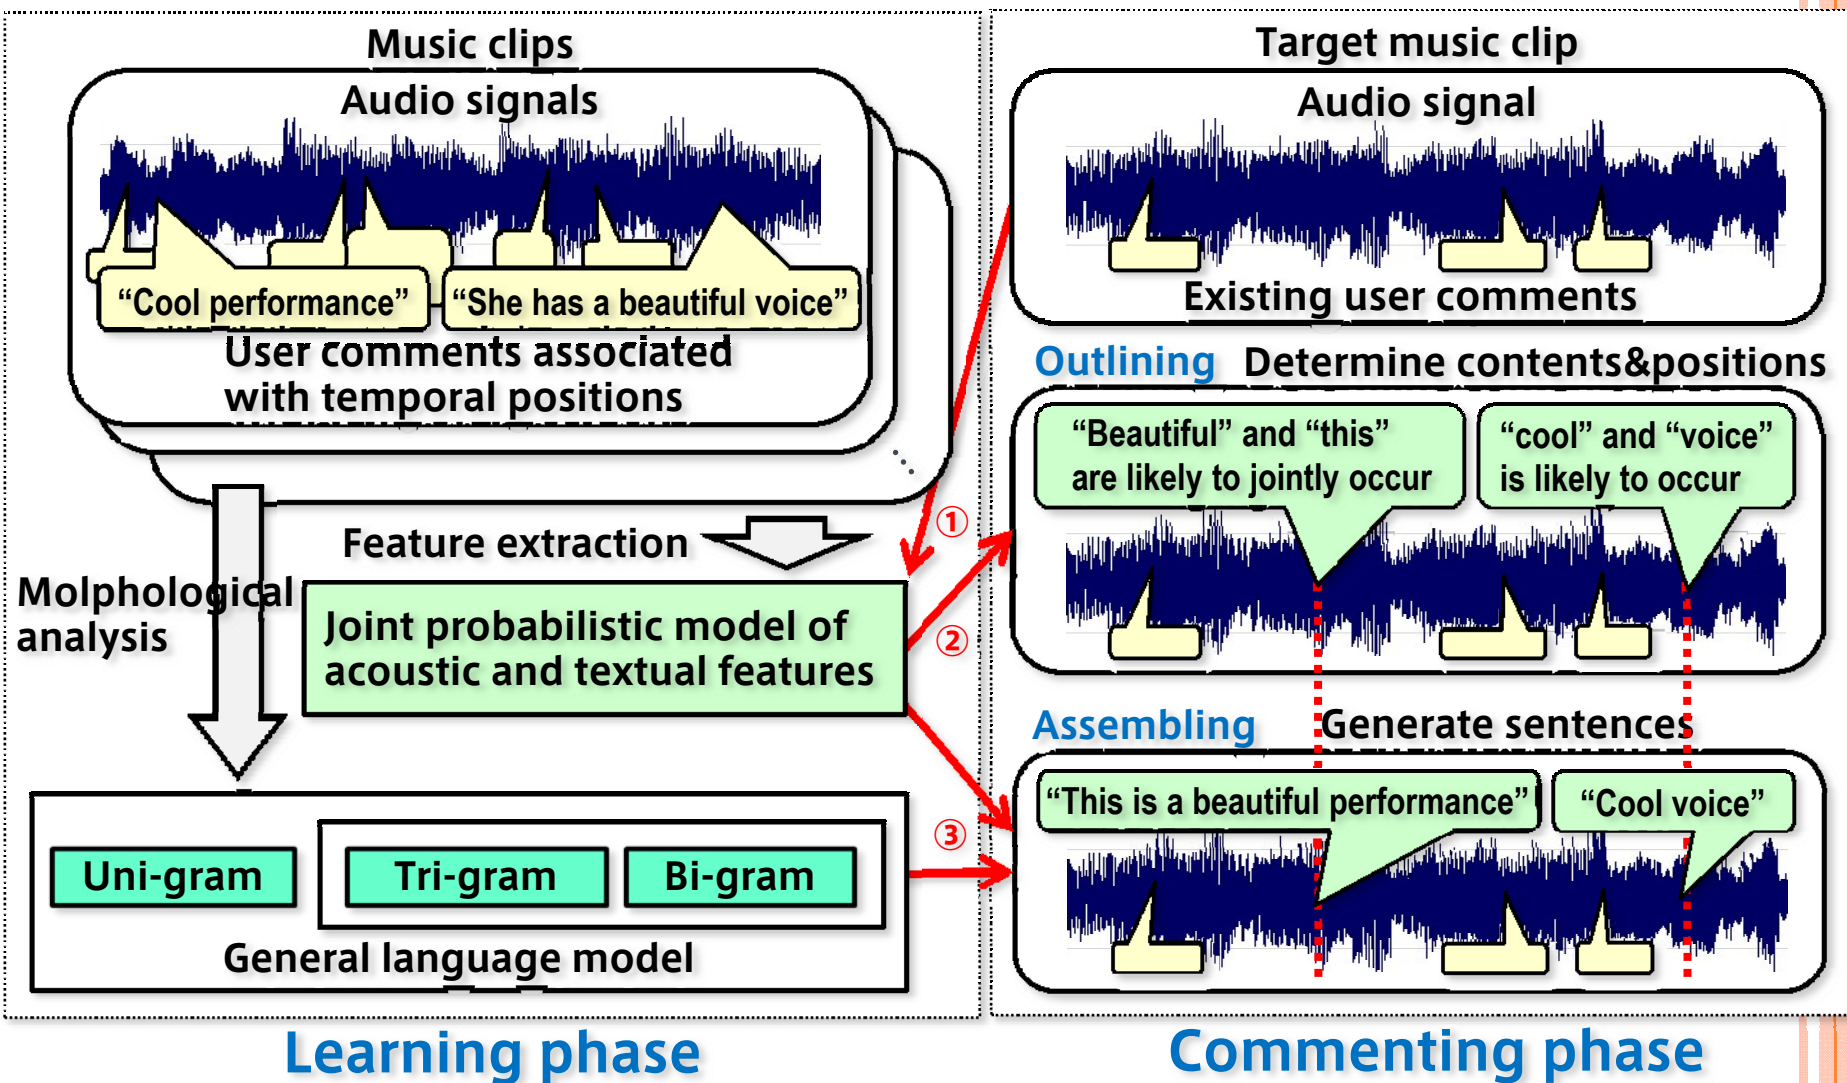 Music clips
Audio signals
“Cool performance”
“She has a beautiful voice”
User comments associated
with temporal positions
Feature extraction
Molphological
analysis
Joint probabilistic model of
acoustic and textual features
Uni-gram
Tri-gram
Bi-gram
General language model
Learning phase
①
②
③
Target music clip
Audio signal
Existing user comments
Outlining Determine contents&positions
“Beautiful” and “this”
are likely to jointly occur
“cool” and “voice”
is likely to occur
Assembling Generate sentences
“This is a beautiful performance”
“Cool voice”
Commenting phase